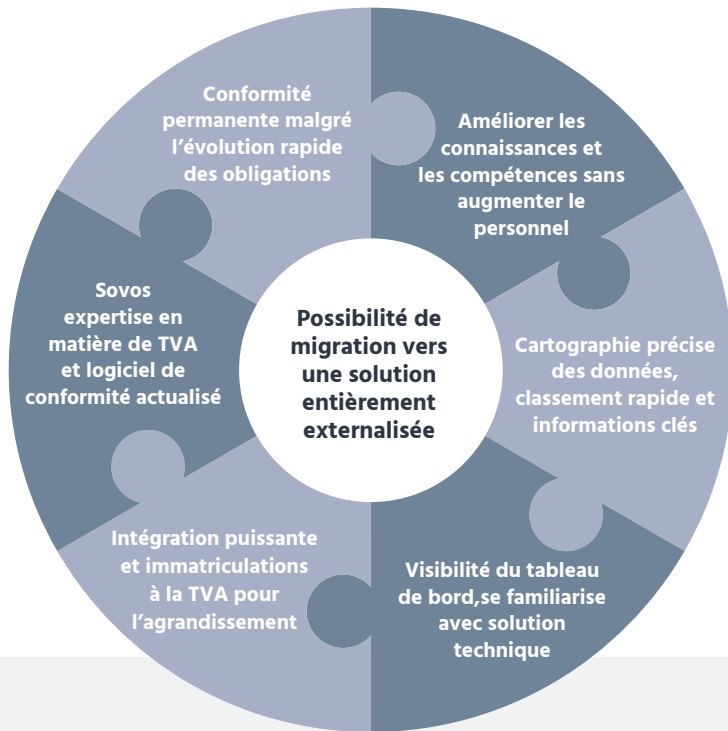 Conformité
permanente malgré
l’évolution rapide
des obligations
Améliorer les
connaissances et
les compétences sans
augmenter le
personnel
Cartographie précise
des données,
classement rapide et
informations clés
Visibilité du tableau
de bord,se familiarise
avec solution
technique
Intégration puissante
et immatriculations
à la TVA pour
l’agrandissement
Sovos
expertise en
matière de TVA
et logiciel de
conformité actualisé
Possibilité de
migration vers
une solution
entièrement
externalisée